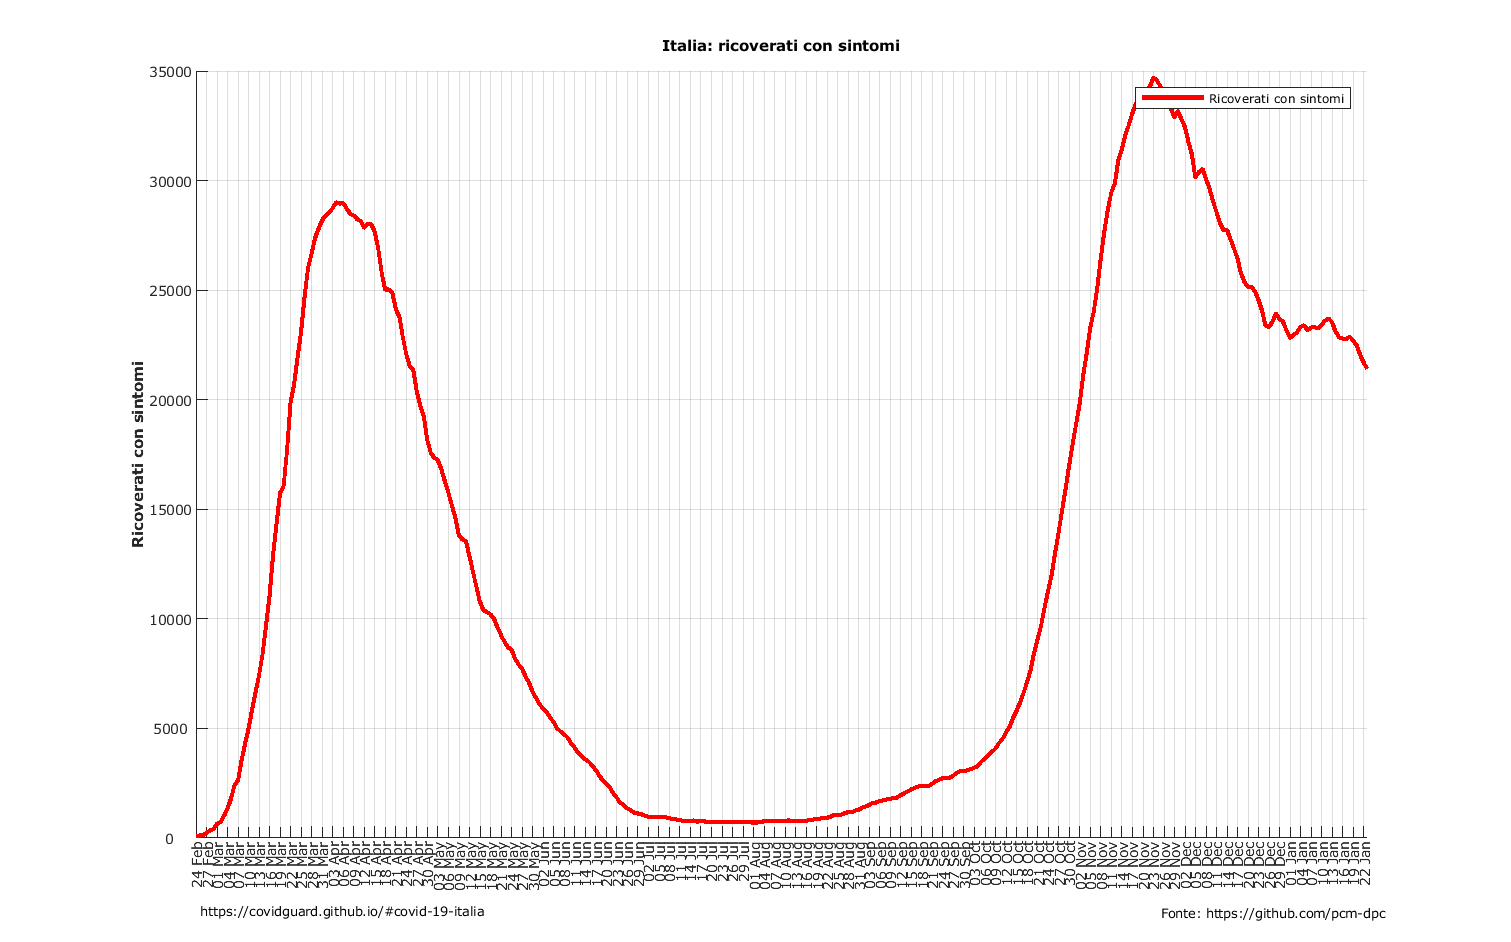 Italia: ricoverati con sintomi
Ricoverati con sintomi
Ricoverati con sintomi
35000
30000
25000
20000
15000
10000
5000
0
24 Feb
27 Feb
01 Mar
04 Mar
07 Mar
10 Mar
13 Mar
16 Mar
19 Mar
22 Mar
25 Mar
28 Mar
31 Mar
03 Apr
06 Apr
09 Apr
12 Apr
15 Apr
18 Apr
21 Apr
24 Apr
27 Apr
30 Apr
03 May
06 May
09 May
12 May
15 May
18 May
21 May
24 May
27 May
30 May
02 Jun
05 Jun
08 Jun
11 Jun
14 Jun
17 Jun
20 Jun
23 Jun
26 Jun
29 Jun
02 Jul
05 Jul
08 Jul
11 Jul
14 Jul
17 Jul
20 Jul
23 Jul
26 Jul
29 Jul
01 Aug
04 Aug
07 Aug
10 Aug
13 Aug
16 Aug
19 Aug
22 Aug
25 Aug
28 Aug
31 Aug
03 Sep
06 Sep
09 Sep
12 Sep
15 Sep
18 Sep
21 Sep
24 Sep
27 Sep
30 Sep
03 Oct
06 Oct
09 Oct
12 Oct
15 Oct
18 Oct
21 Oct
24 Oct
27 Oct
30 Oct
02 Nov
05 Nov
08 Nov
11 Nov
14 Nov
17 Nov
20 Nov
23 Nov
26 Nov
29 Nov
02 Dec
05 Dec
08 Dec
11 Dec
14 Dec
17 Dec
20 Dec
23 Dec
26 Dec
29 Dec
01 Jan
04 Jan
07 Jan
10 Jan
13 Jan
16 Jan
19 Jan
22 Jan
https://covidguard.github.io/#covid-19-italia
Fonte: https://github.com/pcm-dpc